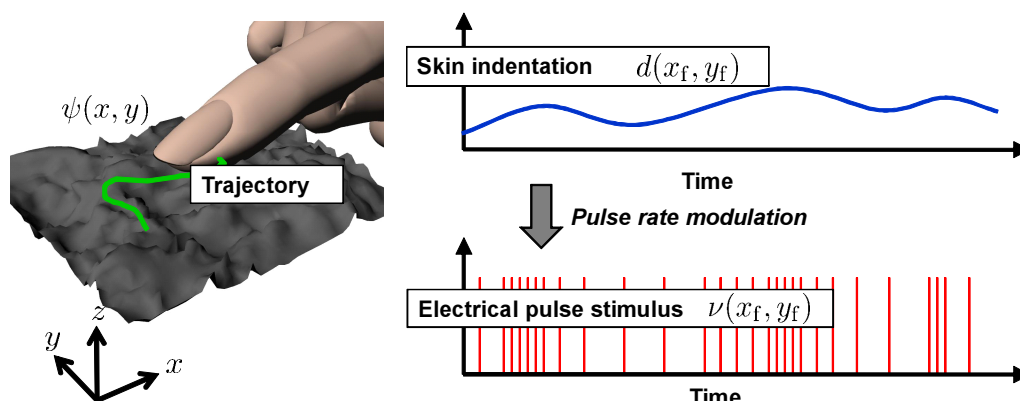 ψ(x, y)
Trajectory
z
y
x
Skin indentation d(x_f, y_f)
Time
Pulse rate modulation
Electrical pulse stimulus ν(x_f, y_f)
Time